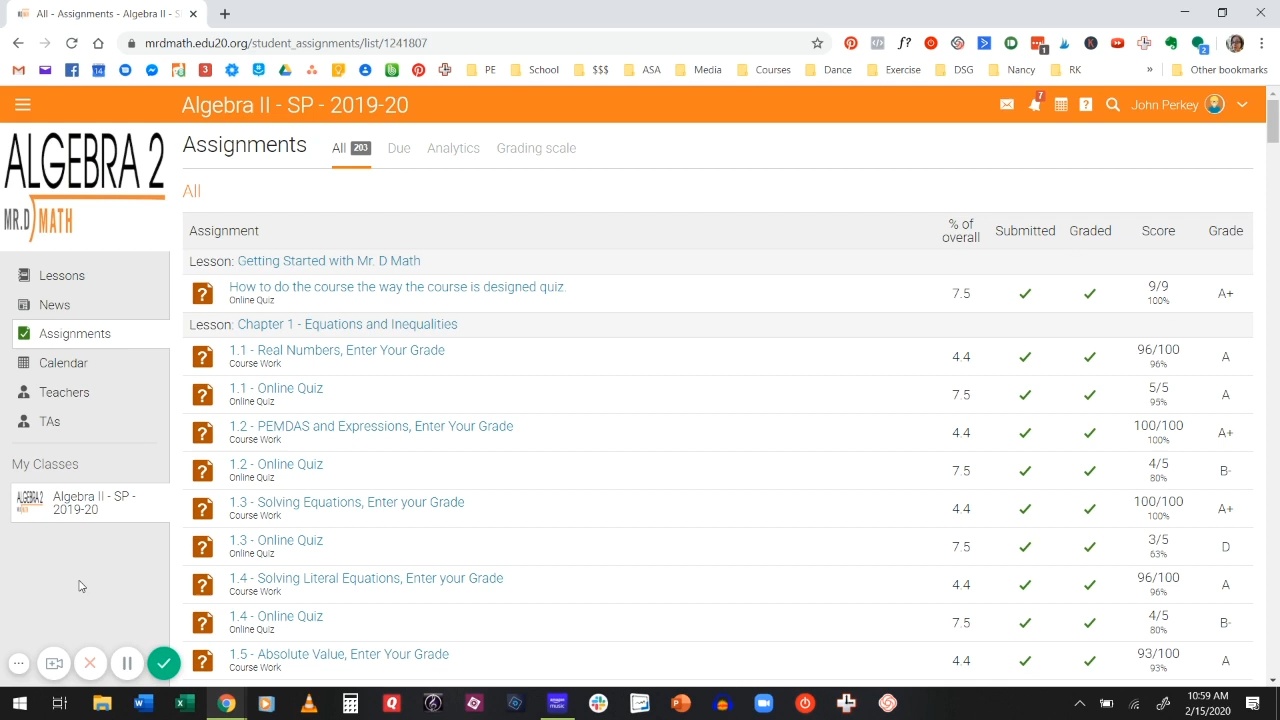 All - Assignments - Algebra II - S
mrdmath.edu20.org/student_assignments/list/1241807
PE
School
$$$
ASA
Media
Courses
Dance
Exercise
DSG
Nancy
RK
»
Other bookmarks
Algebra II - SP - 2019-20
7
John Perkey
ALGEBRA 2
MR.D MATH
Lessons
News
Assignments
Calendar
Teachers
TAs
My Classes
Algebra II - SP -
2019-20
Assignments
All 203
Due
Analytics
Grading scale
All
Assignment % of overall Submitted Graded Score Grade
Lesson: Getting Started with Mr. D Math
How to do the course the way the course is designed quiz 7.5 9/9 A+
Online Quiz 100%
Lesson: Chapter 1 - Equations and Inequalities
1.1 - Real Numbers, Enter Your Grade 4.4 96/100 A
Course Work 96%
1.1 - Online Quiz 7.5 5/5 A
Online Quiz 95%
1.2 - PEMDAS and Expressions, Enter Your Grade 4.4 100/100 A+
Course Work 100%
1.2 - Online Quiz 7.5 4/5 B-
Online Quiz 80%
1.3 - Solving Equations, Enter your Grade 4.4 100/100 A+
Course Work 100%
1.3 - Online Quiz 7.5 3/5 D
Online Quiz 63%
1.4 - Solving Literal Equations, Enter your Grade 4.4 96/100 A
Course Work 96%
1.4 - Online Quiz 7.5 4/5 B-
Online Quiz 80%
1.5 - Absolute Value, Enter Your Grade 4.4 93/100 A
Course Work 93%
10:59 AM
2/15/2020